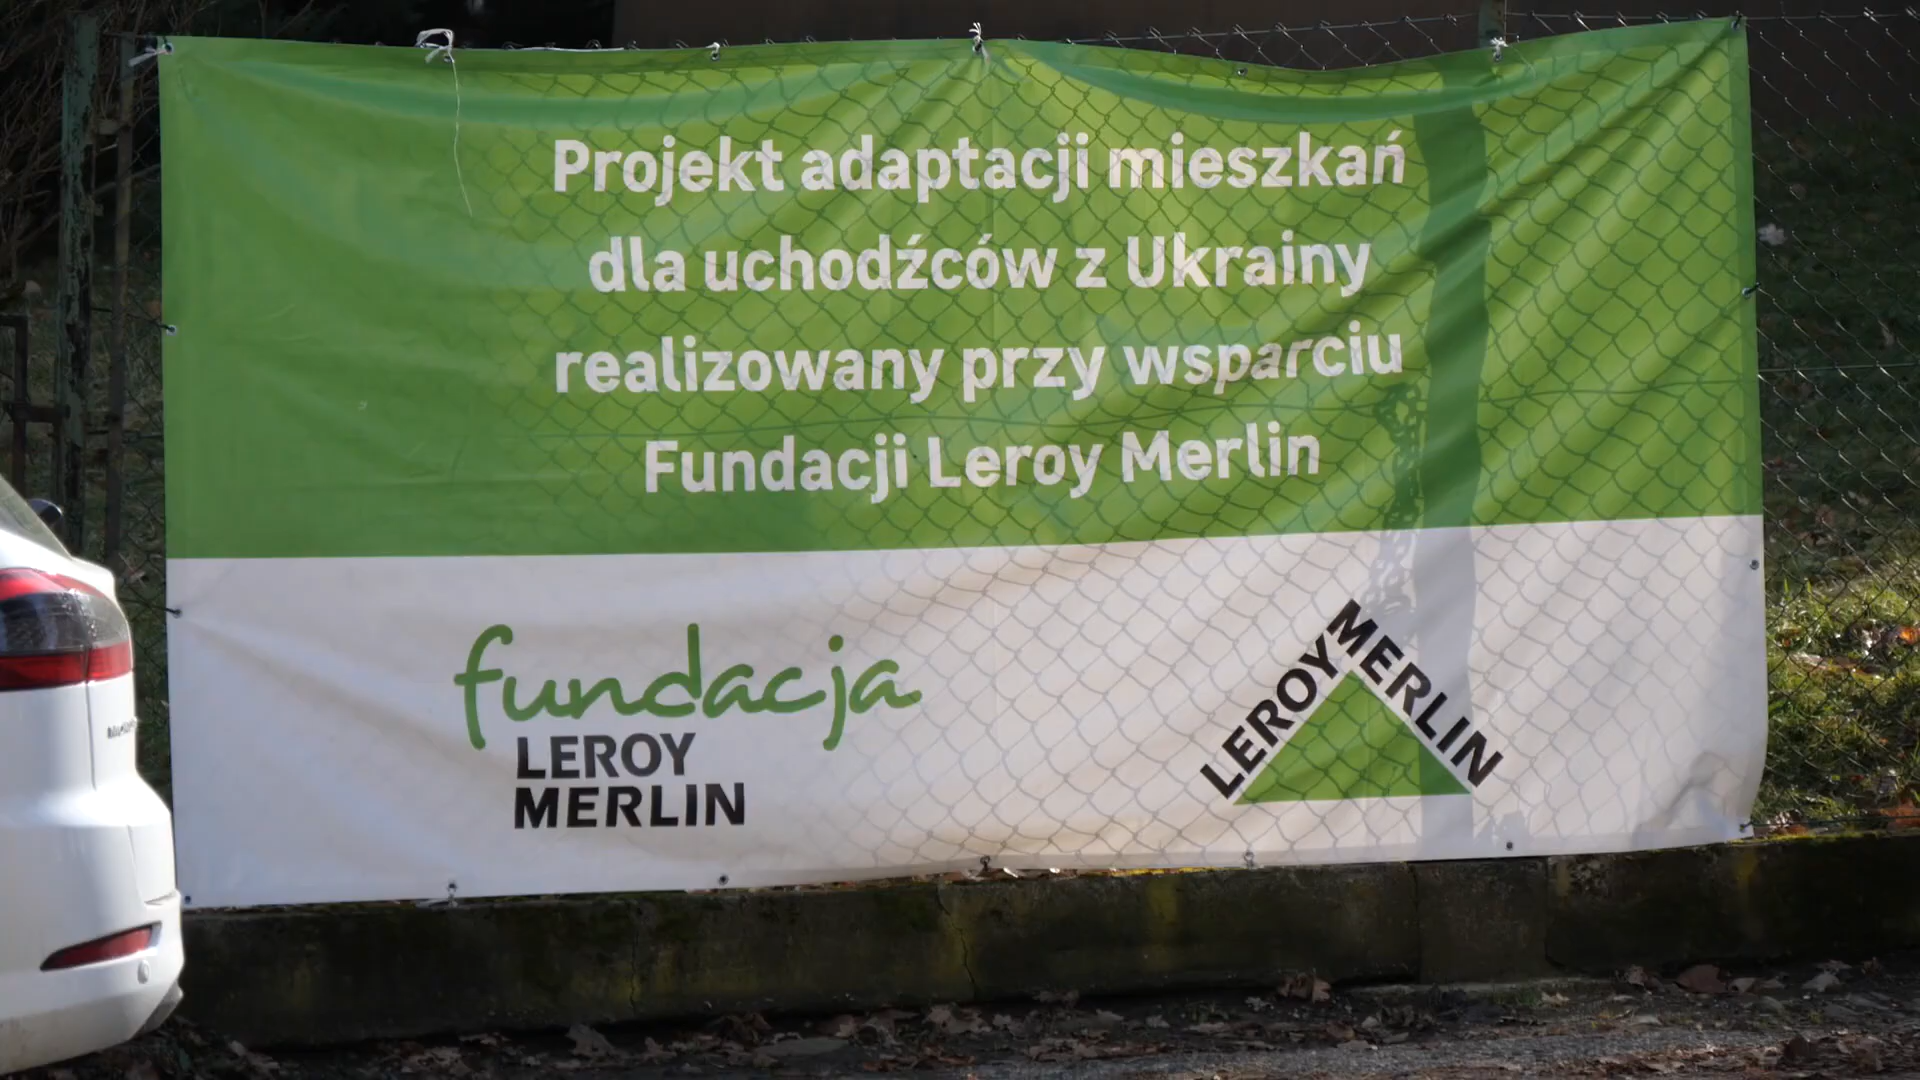 Projekt adaptacji mieszkań
dla uchodźców z Ukrainy
realizowany przy wsparciu
Fundacji Leroy Merlin
fundacja
LEROY
MERLIN
LEROY MERLIN